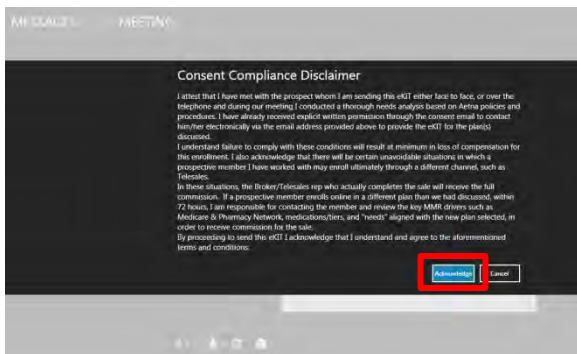 MESSAGES MEETING
Consent Compliance Disclaimer
I attest that I have met with the prospect whom I am sending this eKIT either face to face, or over the
telephone and during our meeting I conducted a thorough needs analysis based on Aetna policies and
procedures. I have already received explicit written permission through the consent email to contact
him/her electronically via the email address provided above to provide the eKIT for the plan(s)
discussed.
I understand failure to comply with these conditions will result at minimum in loss of compensation for
this enrollment. I also acknowledge that there will be certain unavoidable situations in which a
prospective member I have worked with may enroll ultimately through a different channel, such as
Telesales.
In these situations, the Broker/Telesales rep who actually completes the sale will receive the full
commission. If a prospective member enrolls online in a different plan than we had discussed, within
72 hours, I am responsible for contacting the member and review the key MMR drivers such as
Medicare & Pharmacy Network, medications/tiers, and "needs" aligned with the new plan selected, in
order to receive commission for the sale.
By proceeding to send this eKIT I acknowledge that I understand and agree to the aforementioned
terms and conditions:
Acknowledge Cancel